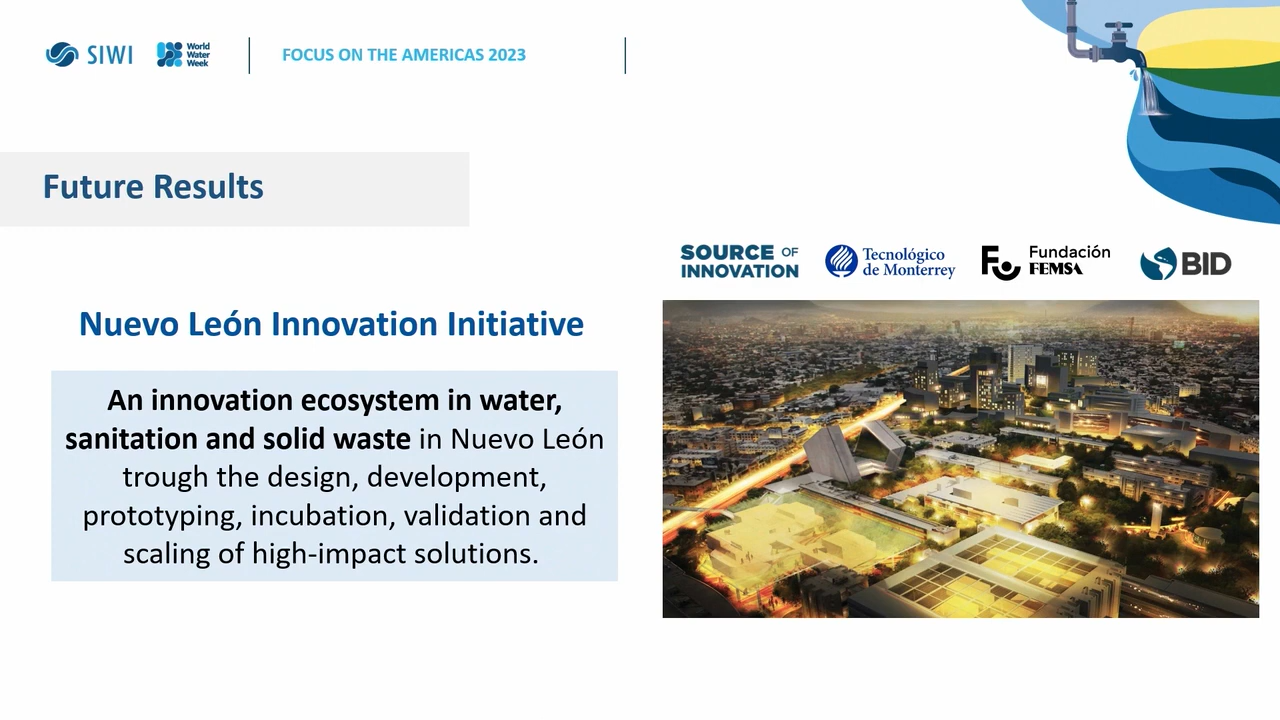 SIWI
World
Water
Week
FOCUS ON THE AMERICAS 2023
Future Results
SOURCE OF
INNOVATION
Tecnológico
de Monterrey
Fundación
FEMSA
BID
Nuevo León Innovation Initiative
An innovation ecosystem in water,
sanitation and solid waste in Nuevo León
trough the design, development,
prototyping, incubation, validation and
scaling of high-impact solutions.